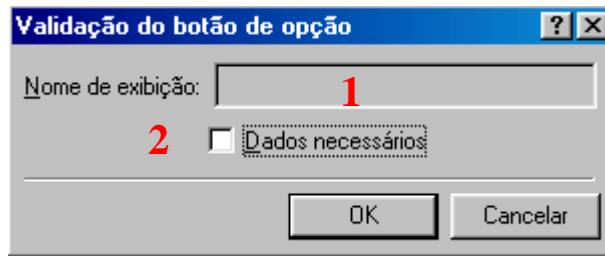 Validação do botão de opção ? ×
Nome de exibição: 1
2 Dados necessários
OK Cancelar